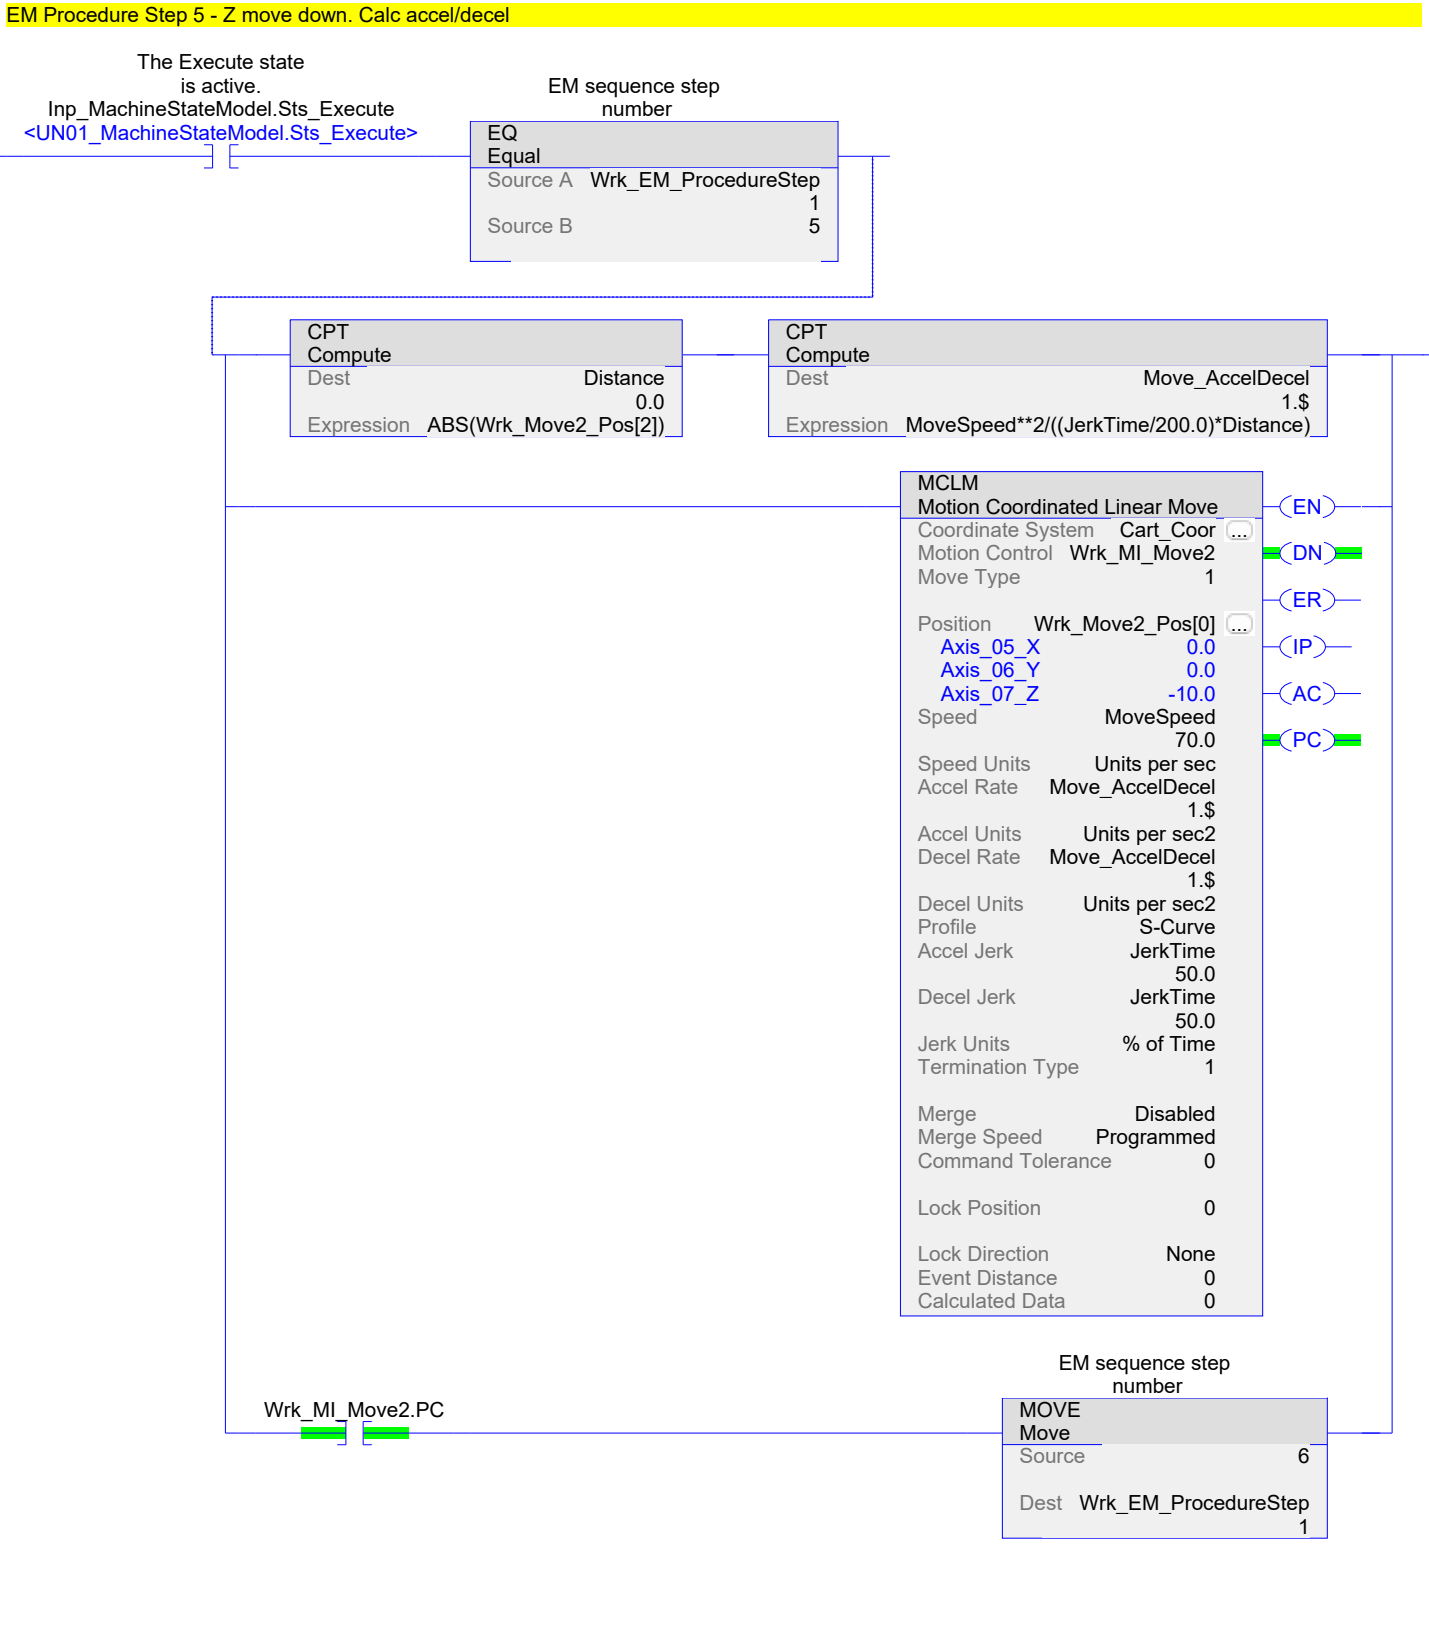 EM Procedure Step 5 - Z move down. Calc accel/decel
The Execute state
is active.
Inp_MachineStateModel.Sts_Execute
<UN01_MachineStateModel.Sts_Execute>
EM sequence step
number
EQ
Equal
Source A Wrk_EM_ProcedureStep
1
Source B 5
CPT
Compute
Dest Distance
0.0
Expression ABS(Wrk_Move2_Pos[2])
CPT
Compute
Dest Move_AccelDecel
1.$
Expression MoveSpeed**2/((JerkTime/200.0)*Distance)
MCLM
Motion Coordinated Linear Move (EN)
Coordinate System Cart_Coor ...
Motion Control Wrk_MI_Move2 (DN)
Move Type 1
(ER)
Position Wrk_Move2_Pos[0] ...
Axis_05_X 0.0 (IP)
Axis_06_Y 0.0
Axis_07_Z -10.0 (AC)
Speed MoveSpeed
70.0 (PC)
Speed Units Units per sec
Accel Rate Move_AccelDecel
1.$
Accel Units Units per sec2
Decel Rate Move_AccelDecel
1.$
Decel Units Units per sec2
Profile S-Curve
Accel Jerk JerkTime
50.0
Decel Jerk JerkTime
50.0
Jerk Units % of Time
Termination Type 1
Merge Disabled
Merge Speed Programmed
Command Tolerance 0
Lock Position 0
Lock Direction None
Event Distance 0
Calculated Data 0
Wrk_MI_Move2.PC
EM sequence step
number
MOVE
Move
Source 6
Dest Wrk_EM_ProcedureStep
1